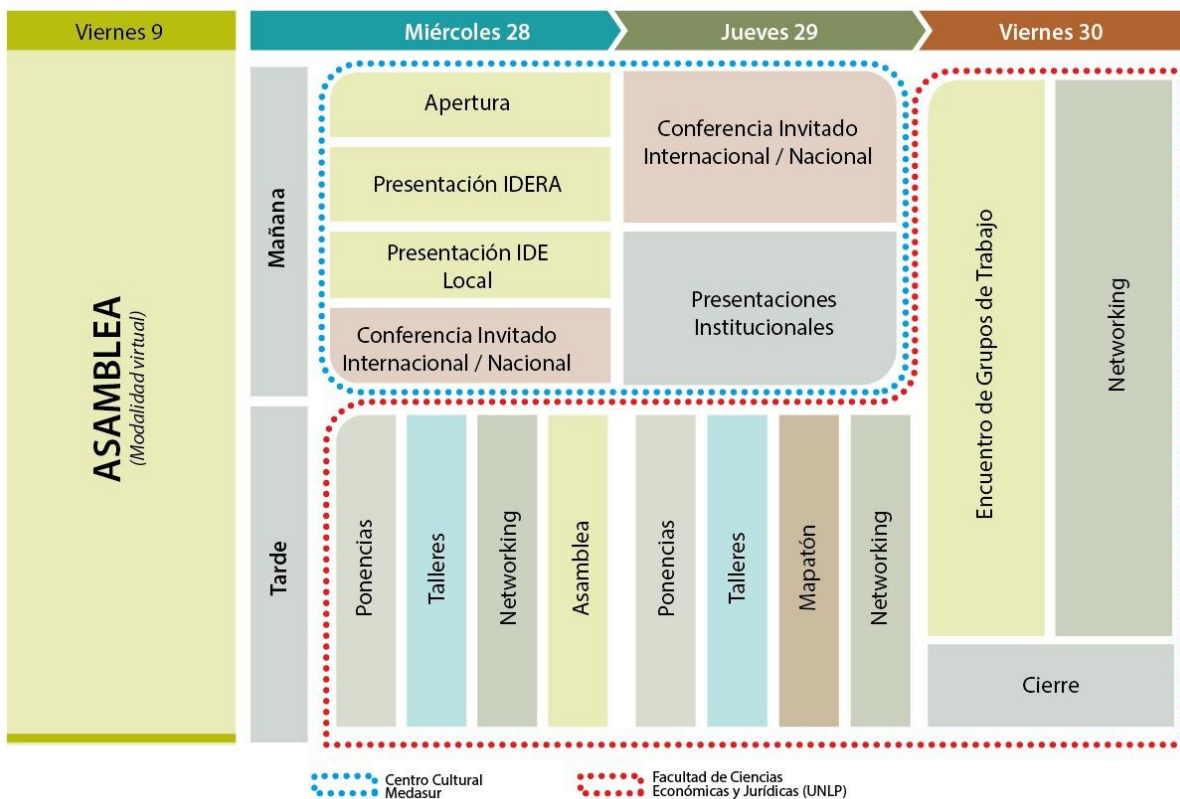 Viernes 9
Miércoles 28
Jueves 29
Viernes 30
ASAMBLEA
(Modalidad virtual)
Mañana
Apertura
Presentación IDERA
Presentación IDE
Local
Conferencia Invitado
Internacional / Nacional
Conferencia Invitado
Internacional / Nacional
Presentaciones
Institucionales
Encuentro de Grupos de Trabajo
Networking
Tarde
Ponencias
Talleres
Networking
Asamblea
Ponencias
Talleres
Mapatón
Networking
Cierre
Centro Cultural
Medasur
Facultad de Ciencias
Económicas y Jurídicas (UNLP)